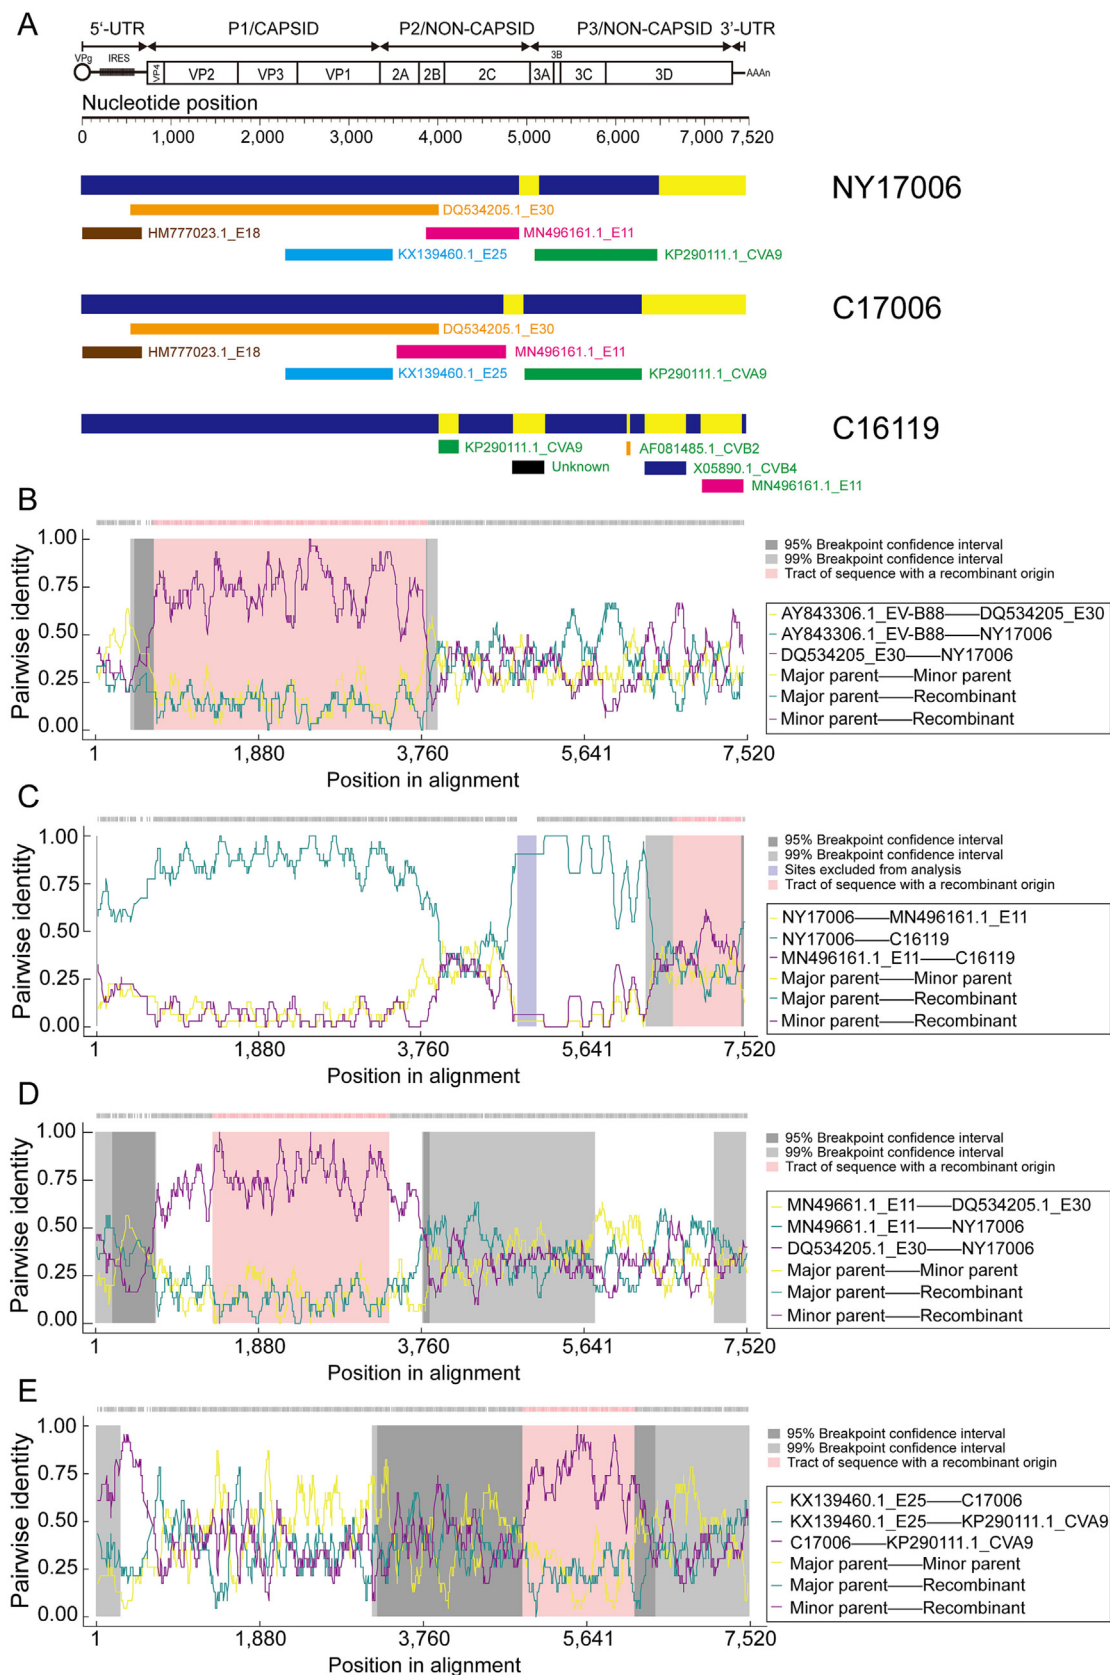 A
5‘-UTR P1/CAPSID P2/NON-CAPSID P3/NON-CAPSID 3’-UTR
VPg IRES 3B
VP4 VP2 VP3 VP1 2A 2B 2C 3A 3C 3D AAAn
Nucleotide position
0 1,000 2,000 3,000 4,000 5,000 6,000 7,000 7,520
NY17006
DQ534205.1_E30
HM777023.1_E18 MN496161.1_E11
KX139460.1_E25 KP290111.1_CVA9
C17006
DQ534205.1_E30
HM777023.1_E18 MN496161.1_E11
KX139460.1_E25 KP290111.1_CVA9
C16119
KP290111.1_CVA9 AF081485.1_CVB2
Unknown X05890.1_CVB4
MN496161.1_E11
B
Pairwise identity
1.00
0.75
0.50
0.25
0.00
1 1,880 3,760 5,641 7,520
Position in alignment
95% Breakpoint confidence interval
99% Breakpoint confidence interval
Tract of sequence with a recombinant origin
AY843306.1_EV-B88——DQ534205_E30
AY843306.1_EV-B88——NY17006
DQ534205_E30——NY17006
Major parent——Minor parent
Major parent——Recombinant
Minor parent——Recombinant
C
Pairwise identity
1.00
0.75
0.50
0.25
0.00
1 1,880 3,760 5,641 7,520
Position in alignment
95% Breakpoint confidence interval
99% Breakpoint confidence interval
Sites excluded from analysis
Tract of sequence with a recombinant origin
NY17006——MN496161.1_E11
NY17006——C16119
MN496161.1_E11——C16119
Major parent——Minor parent
Major parent——Recombinant
Minor parent——Recombinant
D
Pairwise identity
1.00
0.75
0.50
0.25
0.00
1 1,880 3,760 5,641 7,520
Position in alignment
95% Breakpoint confidence interval
99% Breakpoint confidence interval
Tract of sequence with a recombinant origin
MN49661.1_E11——DQ534205.1_E30
MN49661.1_E11——NY17006
DQ534205.1_E30——NY17006
Major parent——Minor parent
Major parent——Recombinant
Minor parent——Recombinant
E
Pairwise identity
1.00
0.75
0.50
0.25
0.00
1 1,880 3,760 5,641 7,520
Position in alignment
95% Breakpoint confidence interval
99% Breakpoint confidence interval
Tract of sequence with a recombinant origin
KX139460.1_E25——C17006
KX139460.1_E25——KP290111.1_CVA9
C17006——KP290111.1_CVA9
Major parent——Minor parent
Major parent——Recombinant
Minor parent——Recombinant